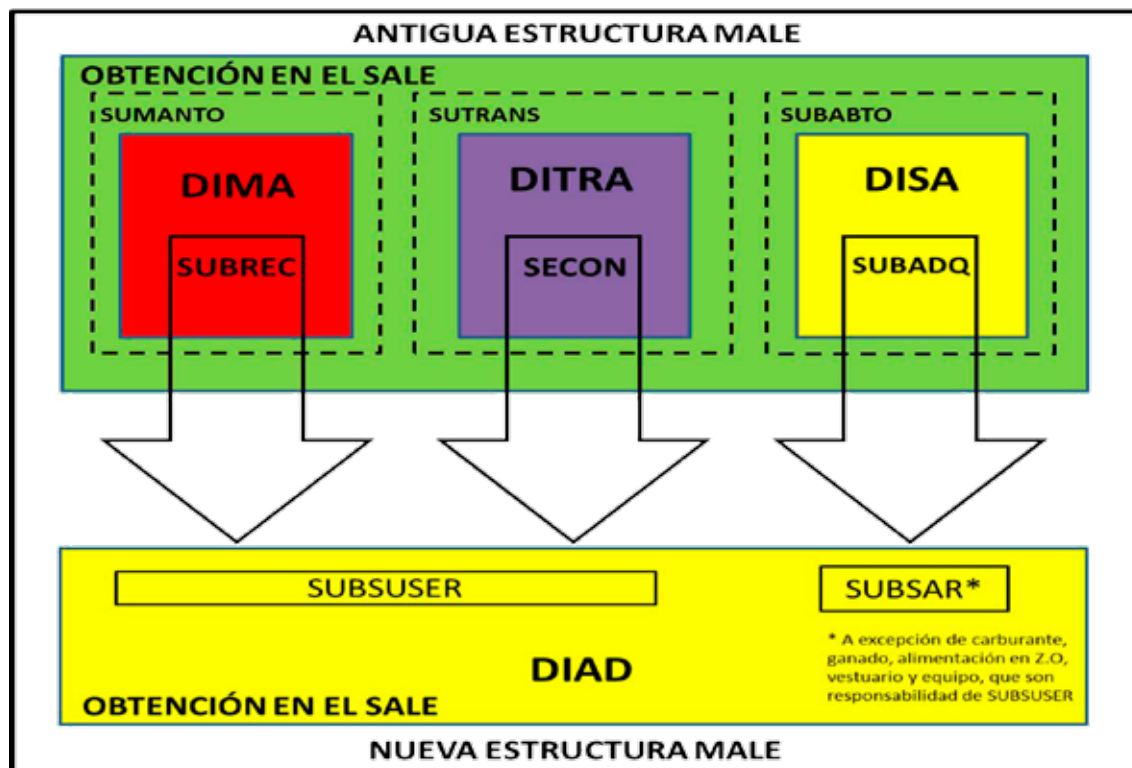 ANTIGUA ESTRUCTURA MALE
OBTENCIÓN EN EL SALE
SUMANTO
SUTRANS
SUBABTO
DIMA
DITRA
DISA
SUBREC
SECON
SUBADQ
SUBSUSER
SUBSAR*
* A excepción de carburante,
ganado, alimentación en Z.O,
vestuario y equipo, que son
responsabilidad de SUBSUSER
DIAD
OBTENCIÓN EN EL SALE
NUEVA ESTRUCTURA MALE